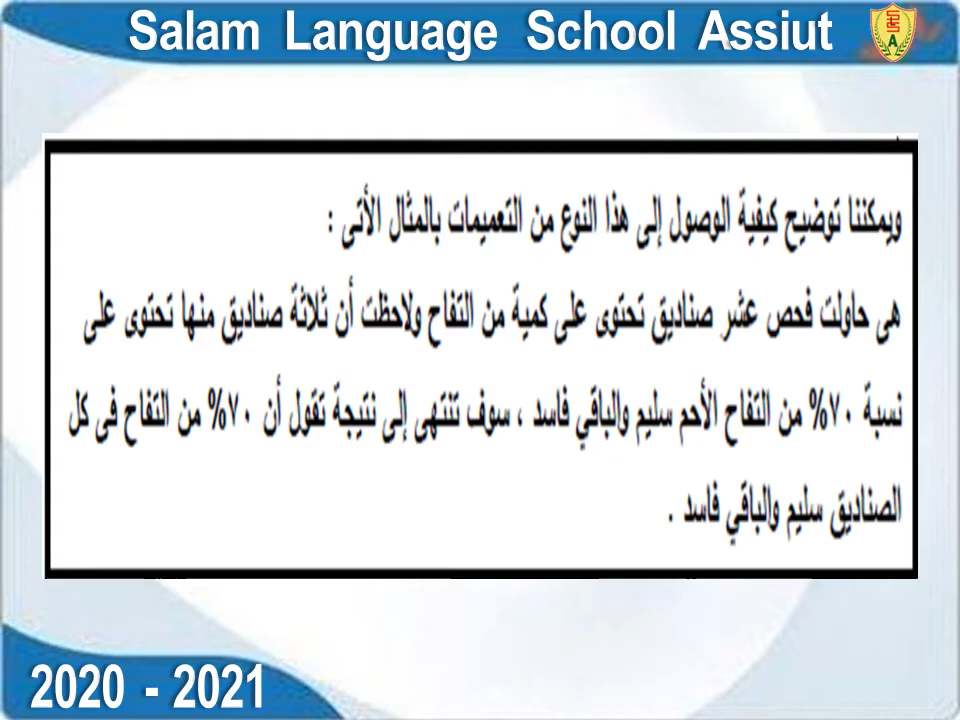 Salam Language School Assiut
ويمكننا توضيح كيفية الوصول إلى هذا النوع من التعميمات بالمثال الأتى :
هى حاولت فحص عشر صناديق تحتوى على كمية من التفاح ولاحظت أن ثلاثة صناديق منها تحتوى على
نسبة ٧٠% من التفاح الأحم سليم والباقي فاسد ، سوف تنتهى إلى نتيجة تقول أن ٧٠% من التفاح فى كل
الصناديق سليم والباقي فاسد .
2020 - 2021